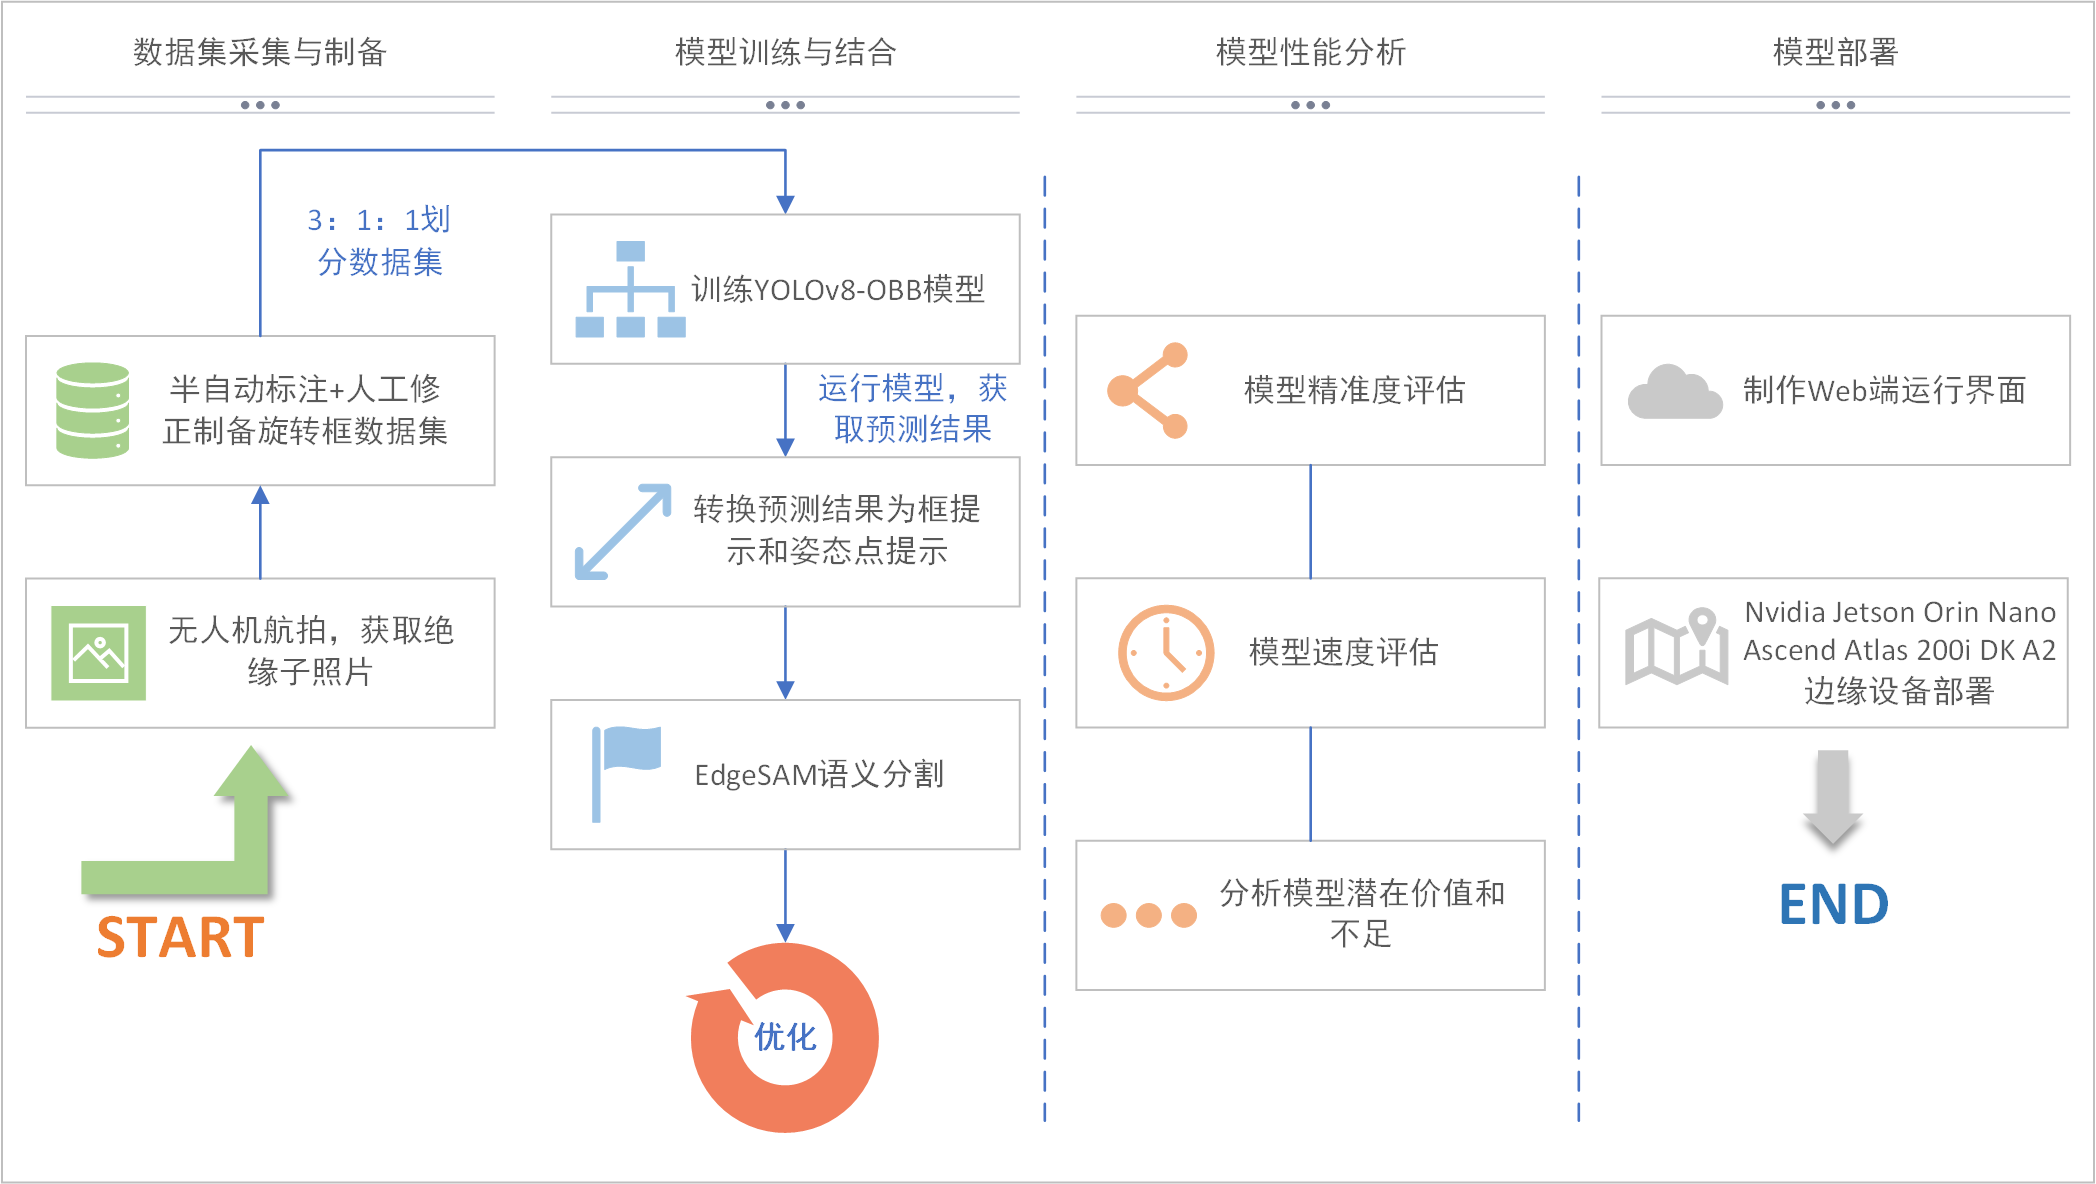 数据集采集与制备
模型训练与结合
模型性能分析
模型部署
3：1：1划
分数据集
半自动标注+人工修
正制备旋转框数据集
无人机航拍，获取绝
缘子照片
START
训练YOLOv8-OBB模型
运行模型，获
取预测结果
转换预测结果为框提
示和姿态点提示
EdgeSAM语义分割
优化
模型精准度评估
模型速度评估
分析模型潜在价值和
不足
制作Web端运行界面
Nvidia Jetson Orin Nano
Ascend Atlas 200i DK A2
边缘设备部署
END